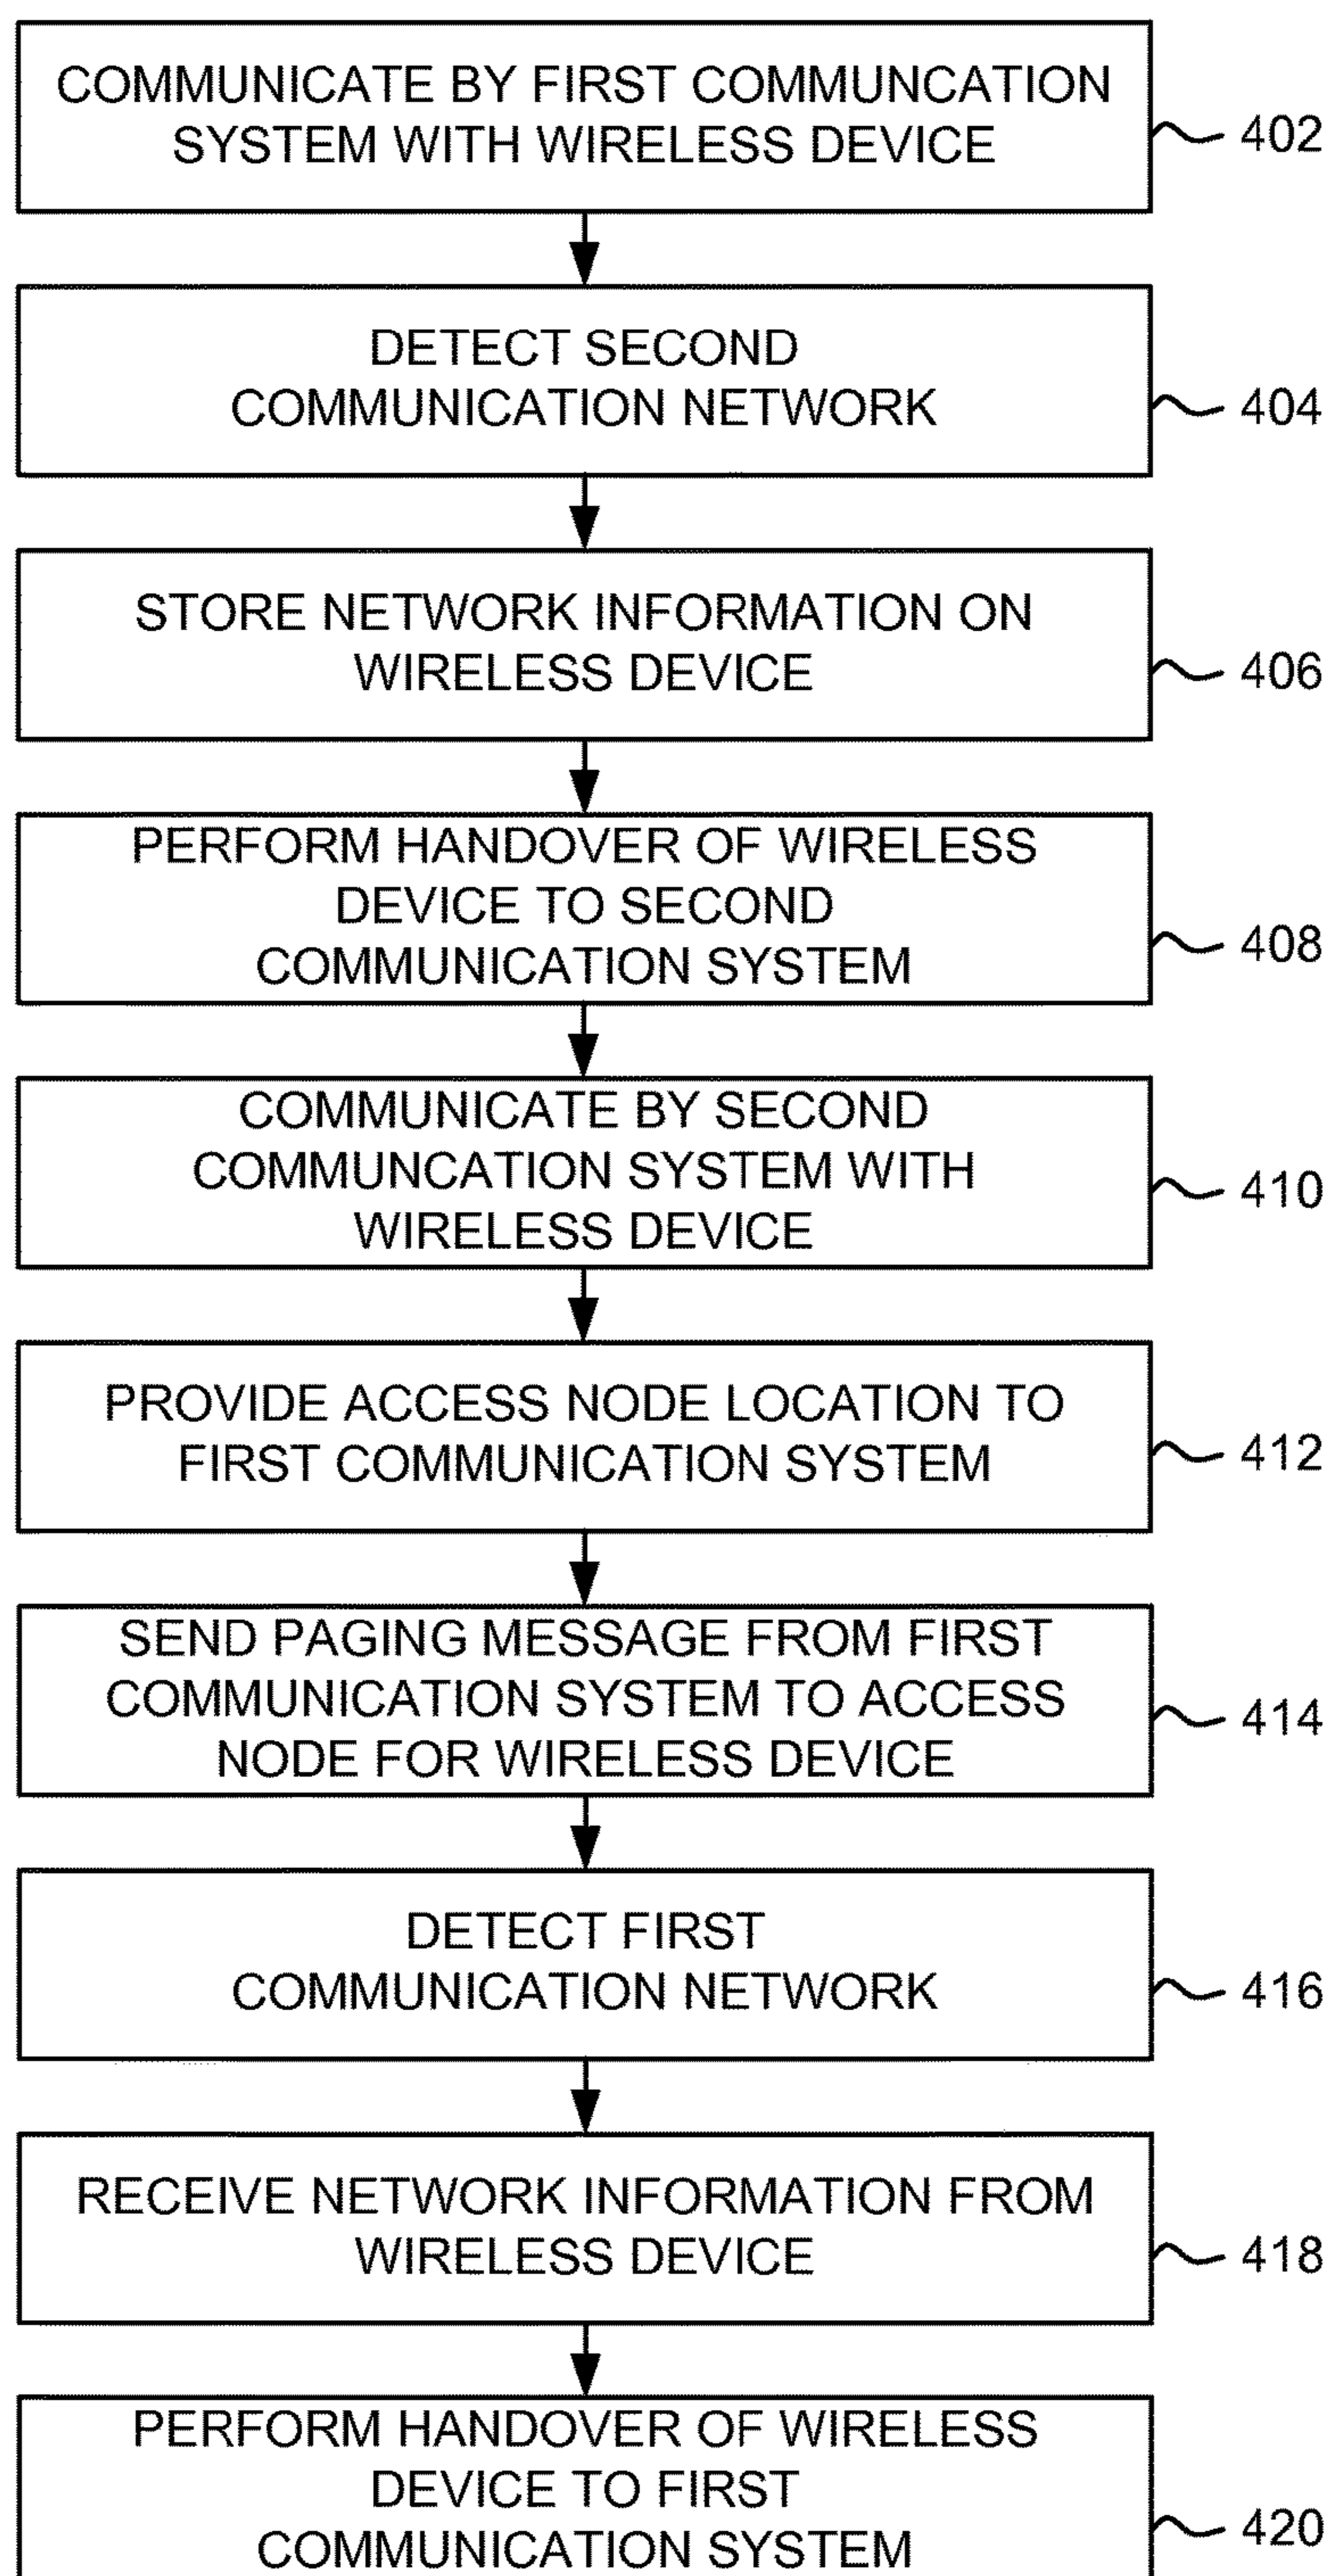 COMMUNICATE BY FIRST COMMUNCATION
SYSTEM WITH WIRELESS DEVICE
402
DETECT SECOND
COMMUNICATION NETWORK
404
STORE NETWORK INFORMATION ON
WIRELESS DEVICE
406
PERFORM HANDOVER OF WIRELESS
DEVICE TO SECOND
COMMUNICATION SYSTEM
408
COMMUNICATE BY SECOND
COMMUNCATION SYSTEM WITH
WIRELESS DEVICE
410
PROVIDE ACCESS NODE LOCATION TO
FIRST COMMUNICATION SYSTEM
412
SEND PAGING MESSAGE FROM FIRST
COMMUNICATION SYSTEM TO ACCESS
NODE FOR WIRELESS DEVICE
414
DETECT FIRST
COMMUNICATION NETWORK
416
RECEIVE NETWORK INFORMATION FROM
WIRELESS DEVICE
418
PERFORM HANDOVER OF WIRELESS
DEVICE TO FIRST
COMMUNICATION SYSTEM
420